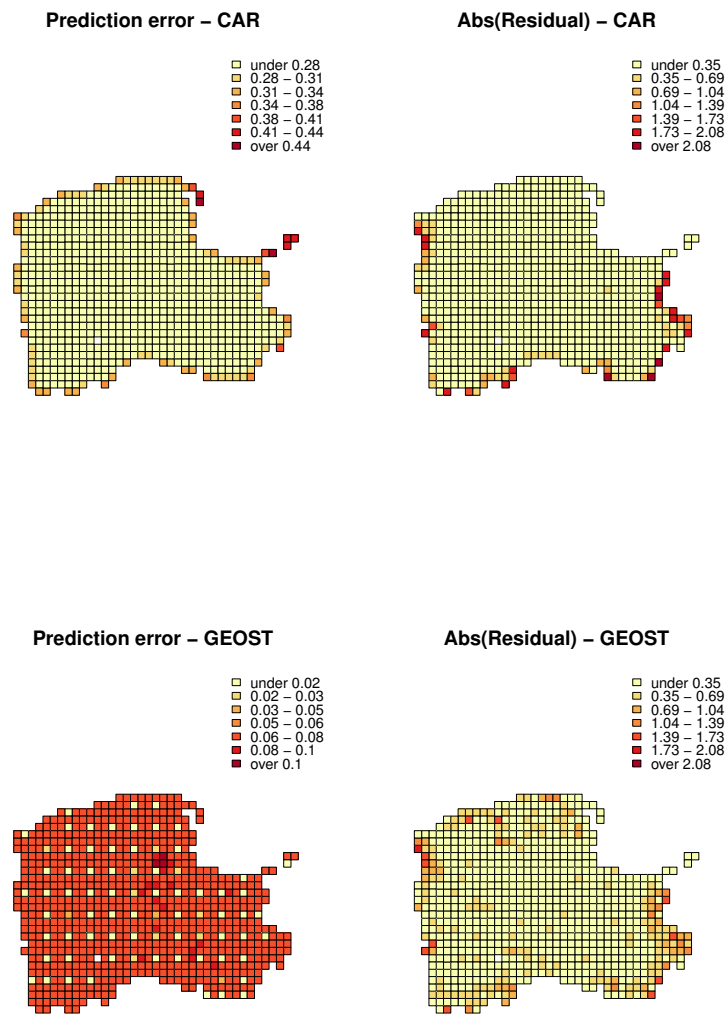 Prediction error − CAR
under 0.28
0.28 − 0.31
0.31 − 0.34
0.34 − 0.38
0.38 − 0.41
0.41 − 0.44
over 0.44
Abs(Residual) − CAR
under 0.35
0.35 − 0.69
0.69 − 1.04
1.04 − 1.39
1.39 − 1.73
1.73 − 2.08
over 2.08
Prediction error − GEOST
under 0.02
0.02 − 0.03
0.03 − 0.05
0.05 − 0.06
0.06 − 0.08
0.08 − 0.1
over 0.1
Abs(Residual) − GEOST
under 0.35
0.35 − 0.69
0.69 − 1.04
1.04 − 1.39
1.39 − 1.73
1.73 − 2.08
over 2.08